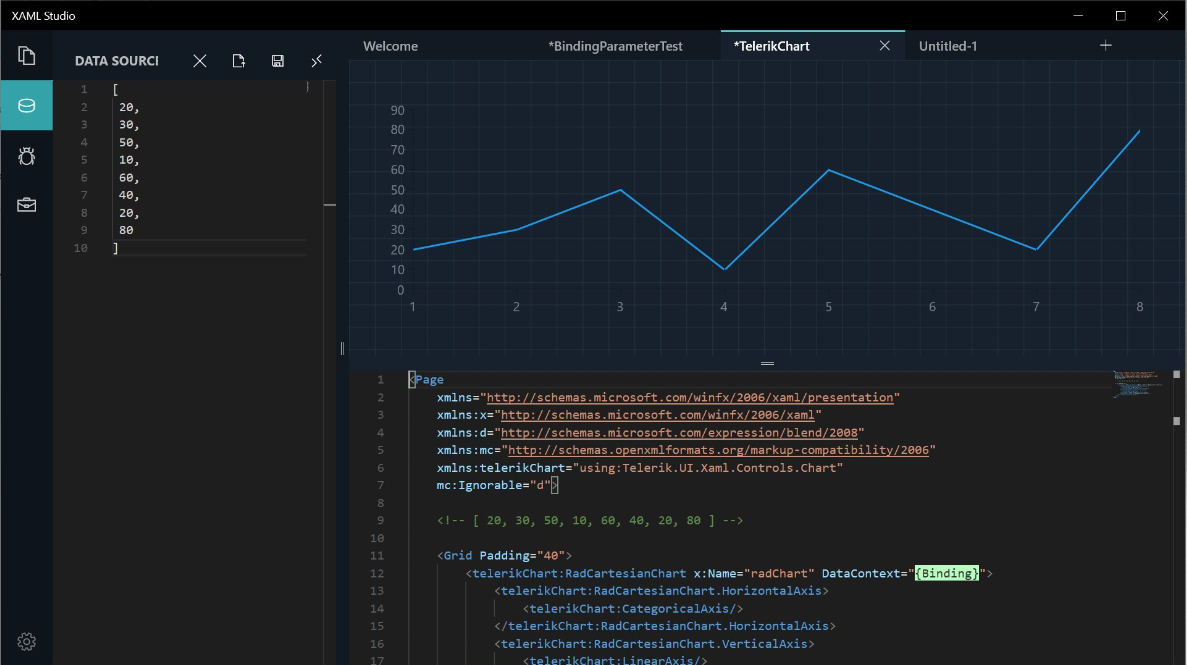 XAML Studio
DATA SOURCI
1 [
2 20,
3 30,
4 50,
5 10,
6 60,
7 40,
8 20,
9 80
10 ]
Welcome *BindingParameterTest *TelerikChart Untitled-1
90
80
70
60
50
40
30
20
10
0
1 2 3 4 5 6 7 8
1 <Page
2 xmlns="http://schemas.microsoft.com/winfx/2006/xaml/presentation"
3 xmlns:x="http://schemas.microsoft.com/winfx/2006/xaml"
4 xmlns:d="http://schemas.microsoft.com/expression/blend/2008"
5 xmlns:mc="http://schemas.openxmlformats.org/markup-compatibility/2006"
6 xmlns:telerikChart="using:Telerik.UI.Xaml.Controls.Chart"
7 mc:Ignorable="d">
8
9 <!-- [ 20, 30, 50, 10, 60, 40, 20, 80 ] -->
10
11 <Grid Padding="40">
12 <telerikChart:RadCartesianChart x:Name="radChart" DataContext="{Binding}">
13 <telerikChart:RadCartesianChart.HorizontalAxis>
14 <telerikChart:CategoricalAxis/>
15 </telerikChart:RadCartesianChart.HorizontalAxis>
16 <telerikChart:RadCartesianChart.VerticalAxis>
17 <telerikChart:LinearAxis/>